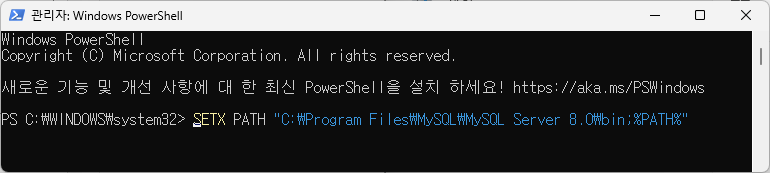 관리자: Windows PowerShell
Windows PowerShell
Copyright (C) Microsoft Corporation. All rights reserved.
새로운 기능 및 개선 사항에 대 한 최신 PowerShell을 설치 하세요! https://aka.ms/PSWindows
PS C:₩WINDOWS₩system32> SETX PATH "C:₩Program Files₩MySQL₩MySQL Server 8.0₩bin;%PATH%"